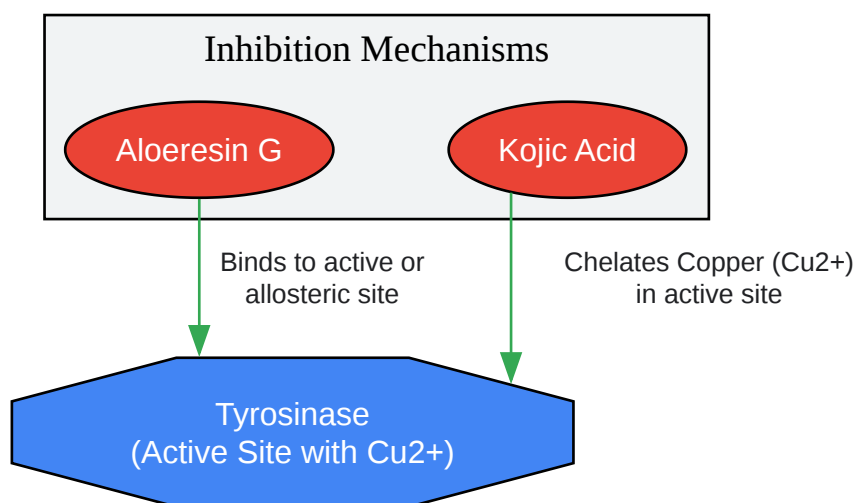 Inhibition Mechanisms
Aloeresin G
Kojic Acid
Binds to active or
allosteric site
Chelates Copper (Cu2+)
in active site
Tyrosinase
(Active Site with Cu2+)